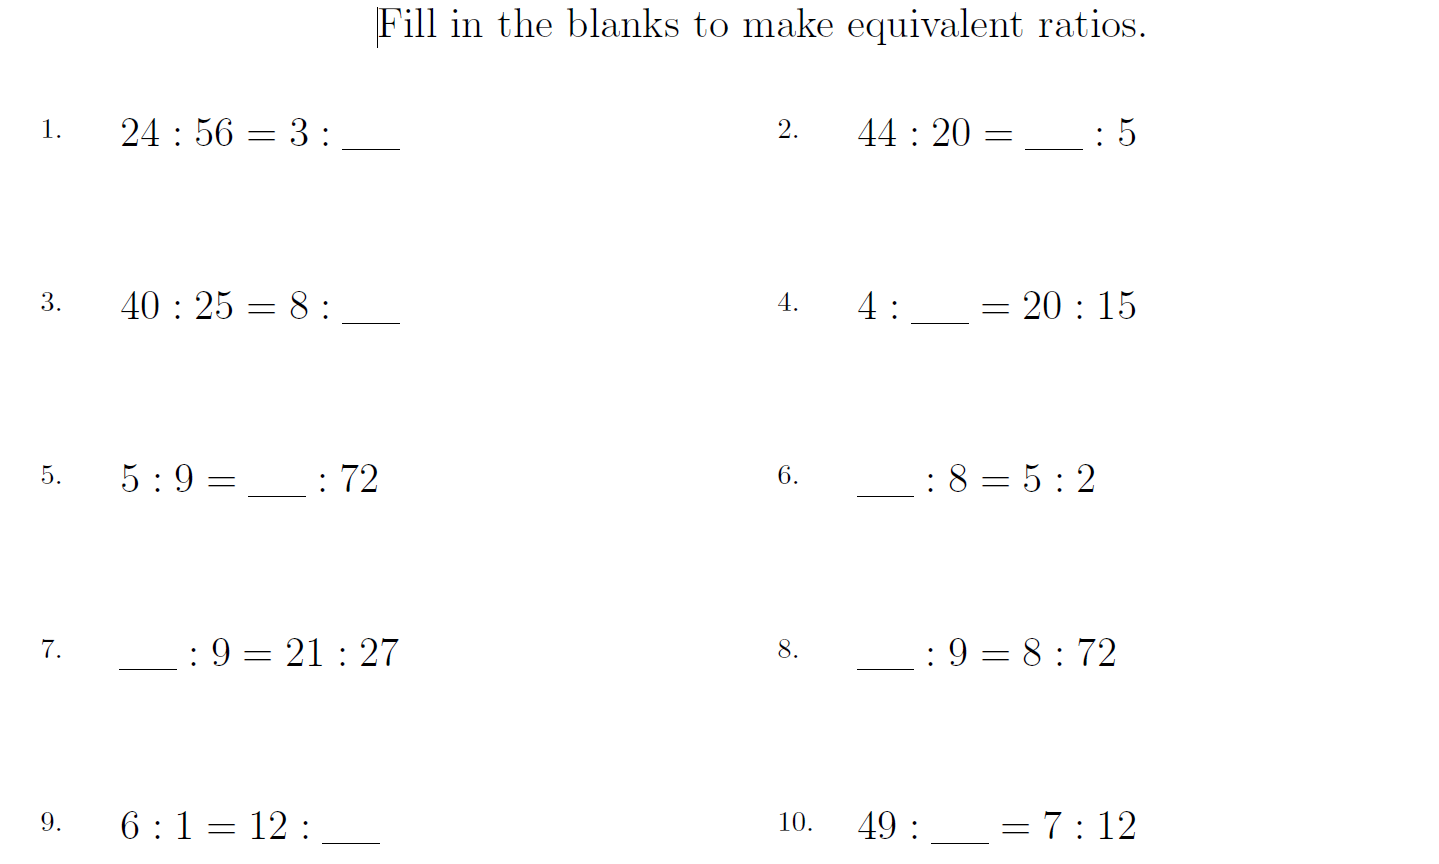 Fill in the blanks to make equivalent ratios.
1. 24 : 56 = 3 : ___
2. 44 : 20 = ___ : 5
3. 40 : 25 = 8 : ___
4. 4 : ___ = 20 : 15
5. 5 : 9 = ___ : 72
6. ___ : 8 = 5 : 2
7. ___ : 9 = 21 : 27
8. ___ : 9 = 8 : 72
9. 6 : 1 = 12 : ___
10. 49 : ___ = 7 : 12